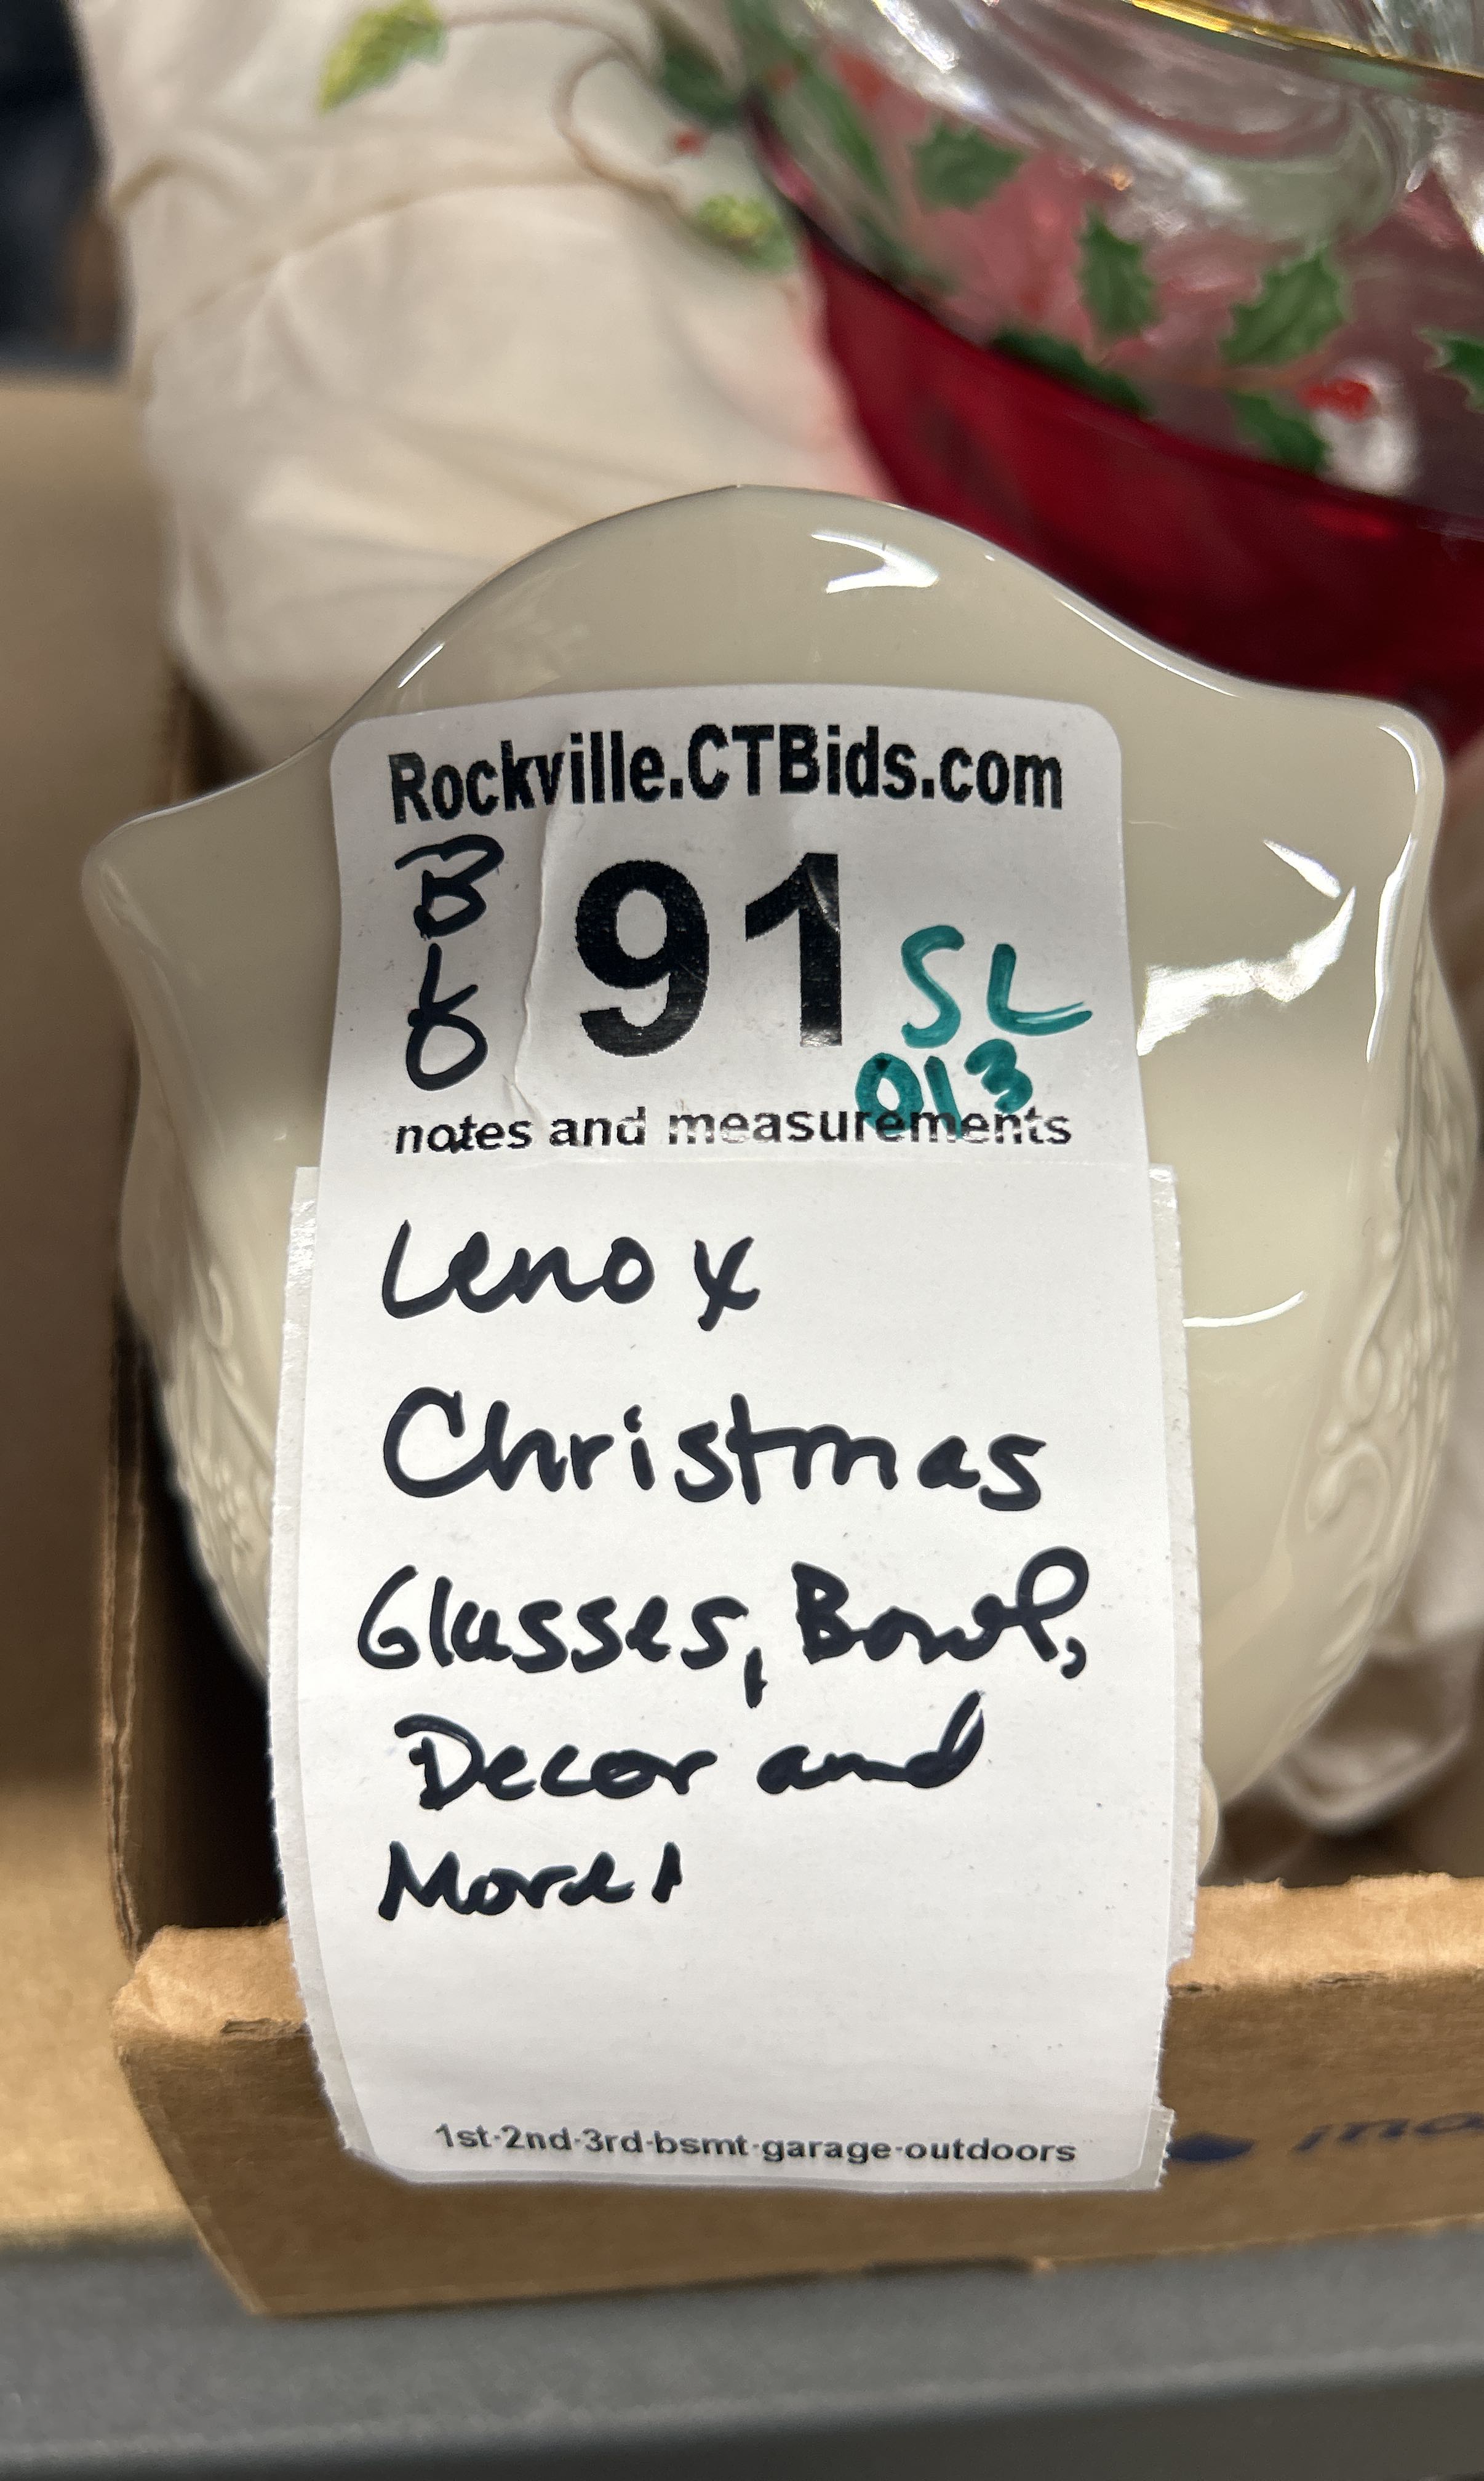 Rockville.CTBids.com
91
SL
013
notes and measurements
Lenox
Christmas
Glasses, Bowl,
Decor and
More!
1st·2nd·3rd·bsmt·garage·outdoors